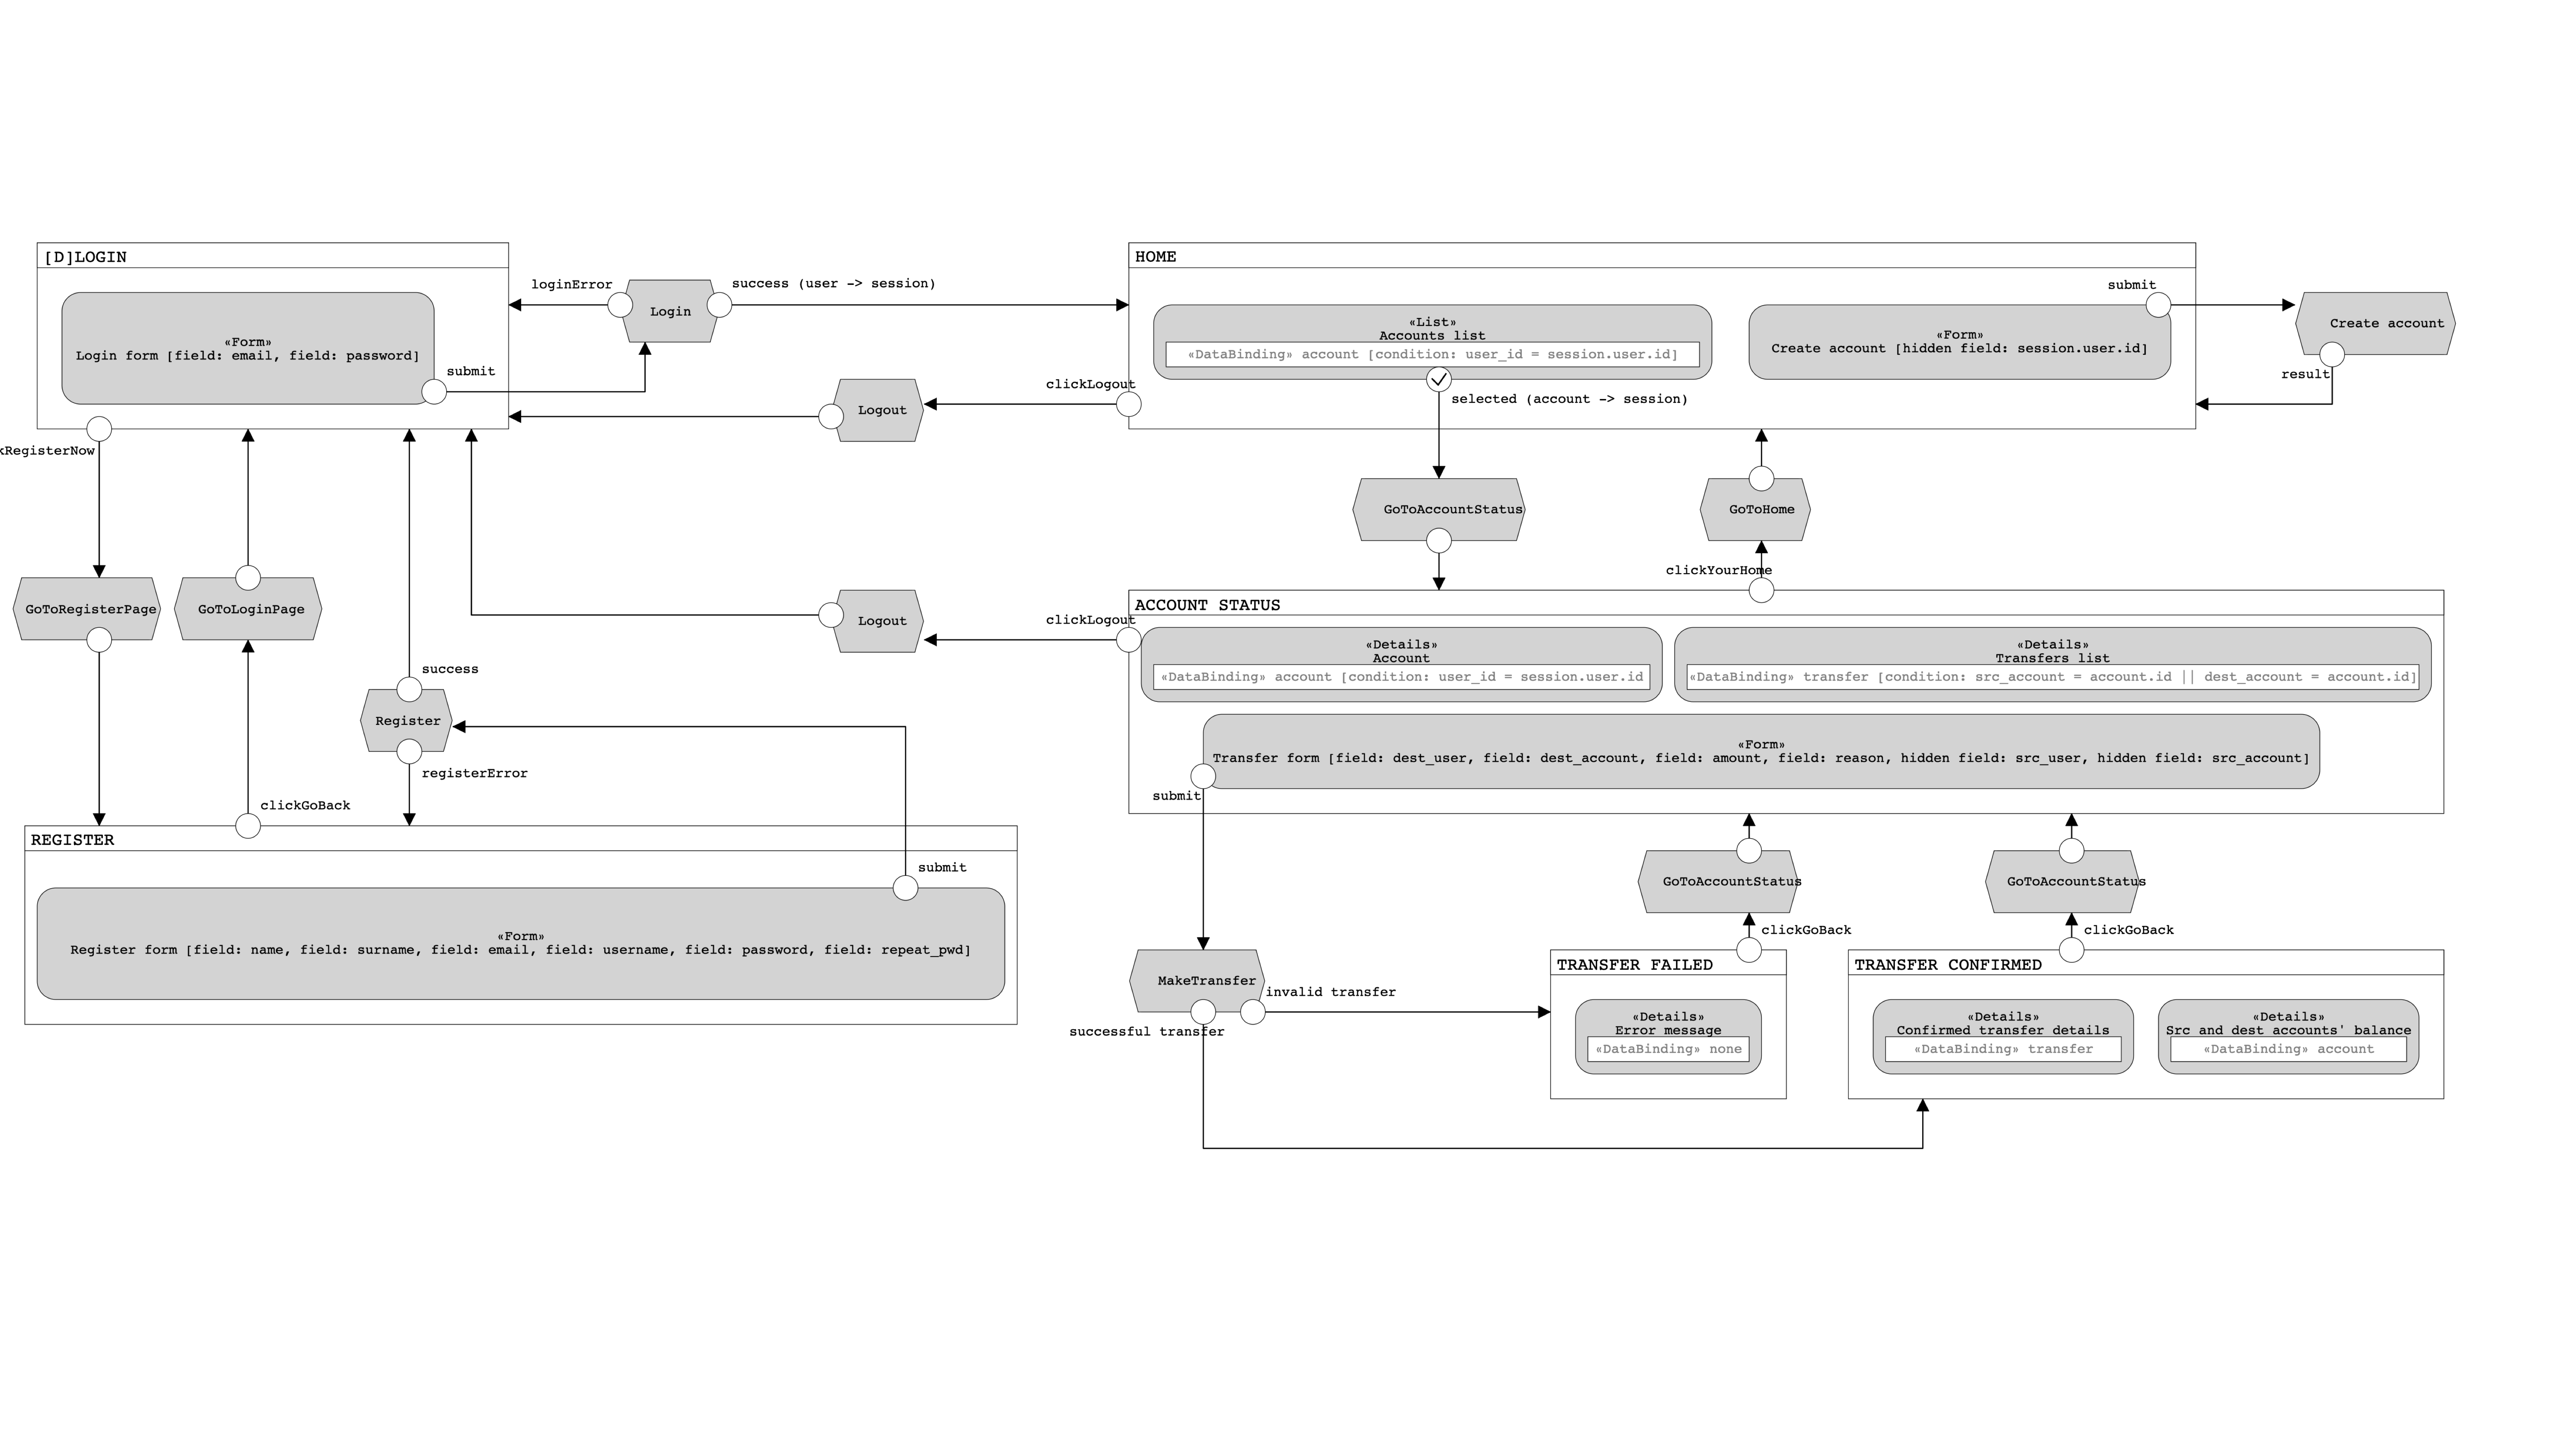 [D]LOGIN
«Form»
Login form [field: email, field: password]
submit
loginError
Login
success (user -> session)
HOME
«List»
Accounts list
«DataBinding» account [condition: user_id = session.user.id]
selected (account -> session)
submit
«Form»
Create account [hidden field: session.user.id]
Create account
result
clickLogout
Logout
kRegisterNow
GoToRegisterPage
GoToLoginPage
GoToAccountStatus
GoToHome
clickYourHome
clickLogout
Logout
ACCOUNT STATUS
«Details»
Account
«DataBinding» account [condition: user_id = session.user.id
«Details»
Transfers list
«DataBinding» transfer [condition: src_account = account.id || dest_account = account.id]
«Form»
Transfer form [field: dest_user, field: dest_account, field: amount, field: reason, hidden field: src_user, hidden field: src_account]
submit
success
Register
registerError
clickGoBack
REGISTER
submit
«Form»
Register form [field: name, field: surname, field: email, field: username, field: password, field: repeat_pwd]
GoToAccountStatus
GoToAccountStatus
clickGoBack
clickGoBack
MakeTransfer
invalid transfer
successful transfer
TRANSFER FAILED
«Details»
Error message
«DataBinding» none
TRANSFER CONFIRMED
«Details»
Confirmed transfer details
«DataBinding» transfer
«Details»
Src and dest accounts' balance
«DataBinding» account